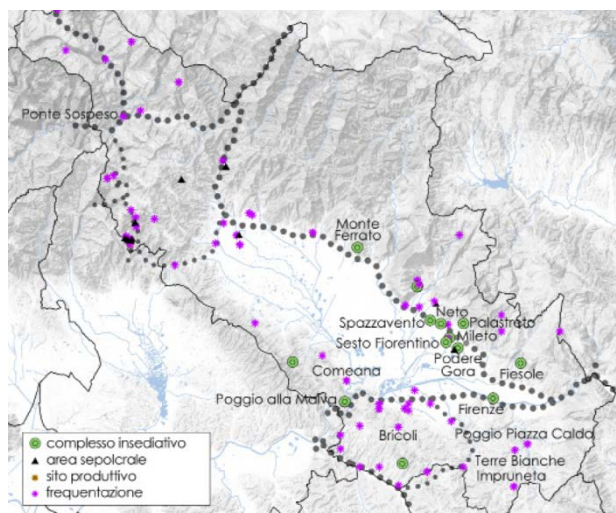 Ponte Sospeso
Monte
Ferrato
Spazzavento
Neto
Palastreto
Mileto
Sesto Fiorentino
Podere
Gora
Comeana
Fiesole
Poggio alla Malva
Firenze
Bricoli
Poggio Piazza Calda
Terre Bianche
Impruneta
complesso insediativo
area sepolcrale
sito produttivo
frequentazione